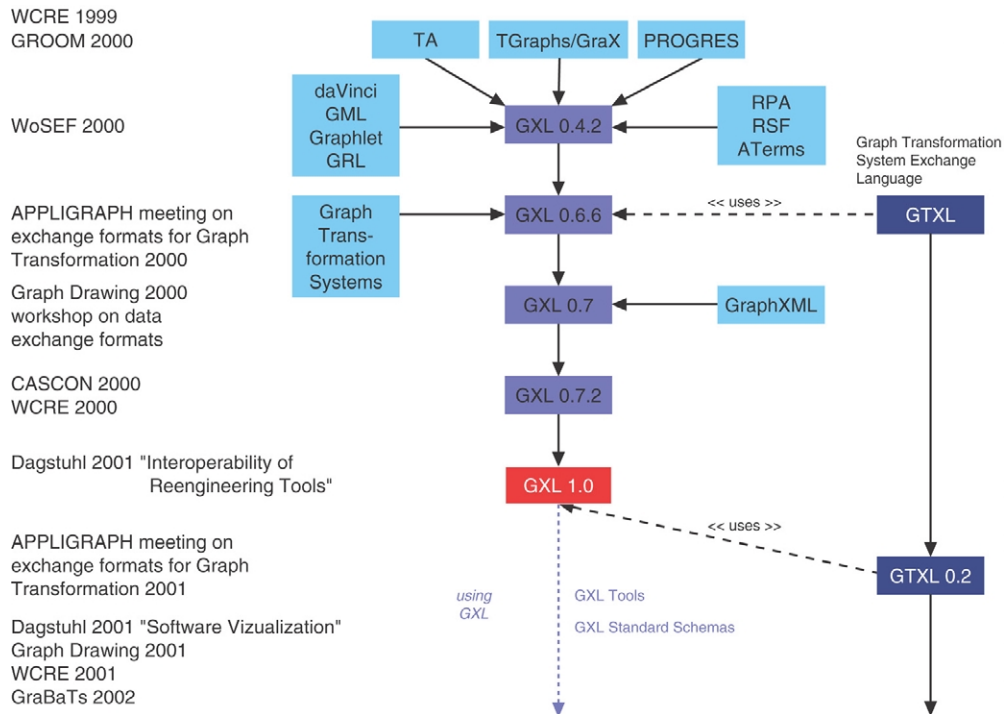 WCRE 1999
GROOM 2000
TA
TGraphs/GraX
PROGRES
WoSEF 2000
daVinci
GML
Graphlet
GRL
GXL 0.4.2
RPA
RSF
ATerms
Graph Transformation
System Exchange
Language
APPLIGRAPH meeting on
exchange formats for Graph
Transformation 2000
Graph
Trans-
formation
Systems
GXL 0.6.6
<< uses >>
GTXL
Graph Drawing 2000
workshop on data
exchange formats
GXL 0.7
GraphXML
CASCON 2000
WCRE 2000
GXL 0.7.2
Dagstuhl 2001 "Interoperability of
Reengineering Tools"
GXL 1.0
<< uses >>
APPLIGRAPH meeting on
exchange formats for Graph
Transformation 2001
GTXL 0.2
using
GXL
GXL Tools
GXL Standard Schemas
Dagstuhl 2001 "Software Vizualization"
Graph Drawing 2001
WCRE 2001
GraBaTs 2002